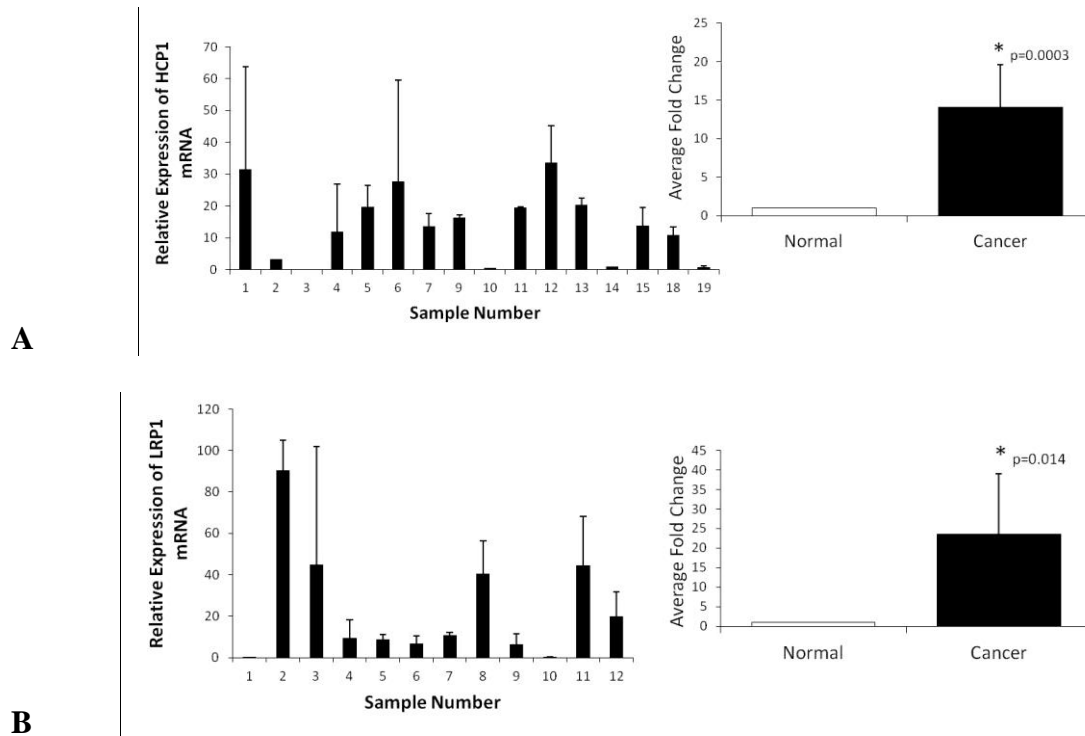 Relative Expression of HCP1
mRNA
70
60
50
40
30
20
10
0
1 2 3 4 5 6 7 9 10 11 12 13 14 15 18 19
Sample Number
Average Fold Change
25
20
15
10
5
0
* p=0.0003
Normal Cancer
A
Relative Expression of LRP1
mRNA
120
100
80
60
40
20
0
1 2 3 4 5 6 7 8 9 10 11 12
Sample Number
Average Fold Change
45
40
35
30
25
20
15
10
5
0
* p=0.014
Normal Cancer
B